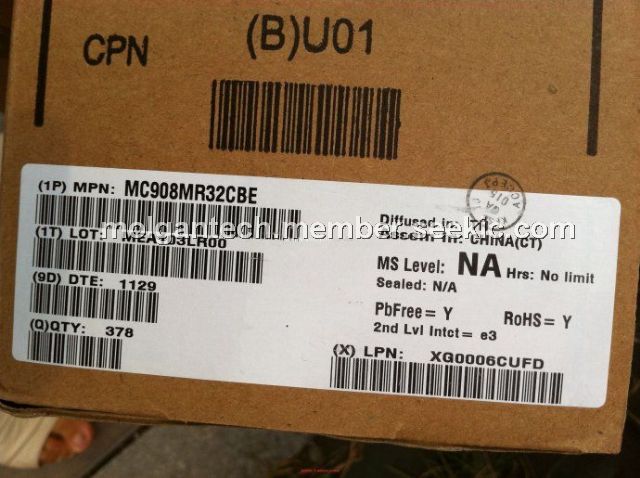 CPN (B)U01
(1P) MPN: MC908MR32CBE
Diffused in:
molgantech.member.seekic.com
(1T) LOT:
CHINA(CT)
MS Level: NA Hrs: No limit
Sealed: N/A
(9D) DTE: 1129
PbFree= Y RoHS= Y
2nd Lvl Intct= e3
(Q)QTY: 378
(X) LPN: XG0006CUFD